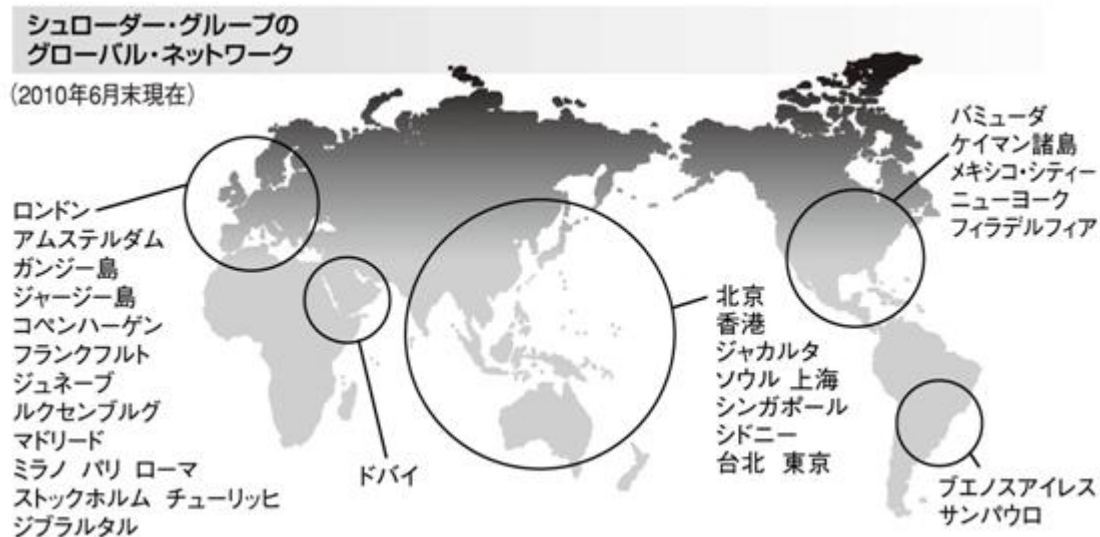 シュローダー・グループの
グローバル・ネットワーク
(2010年6月末現在)
ロンドン
アムステルダム
ガンジー島
ジャージー島
コペンハーゲン
フランクフルト
ジュネーブ
ルクセンブルグ
マドリード
ミラノ パリ ローマ
ストックホルム チューリッヒ
ジブラルタル
ドバイ
北京
香港
ジャカルタ
ソウル 上海
シンガポール
シドニー
台北 東京
バミューダ
ケイマン諸島
メキシコ・シティー
ニューヨーク
フィラデルフィア
ブエノスアイレス
サンパウロ